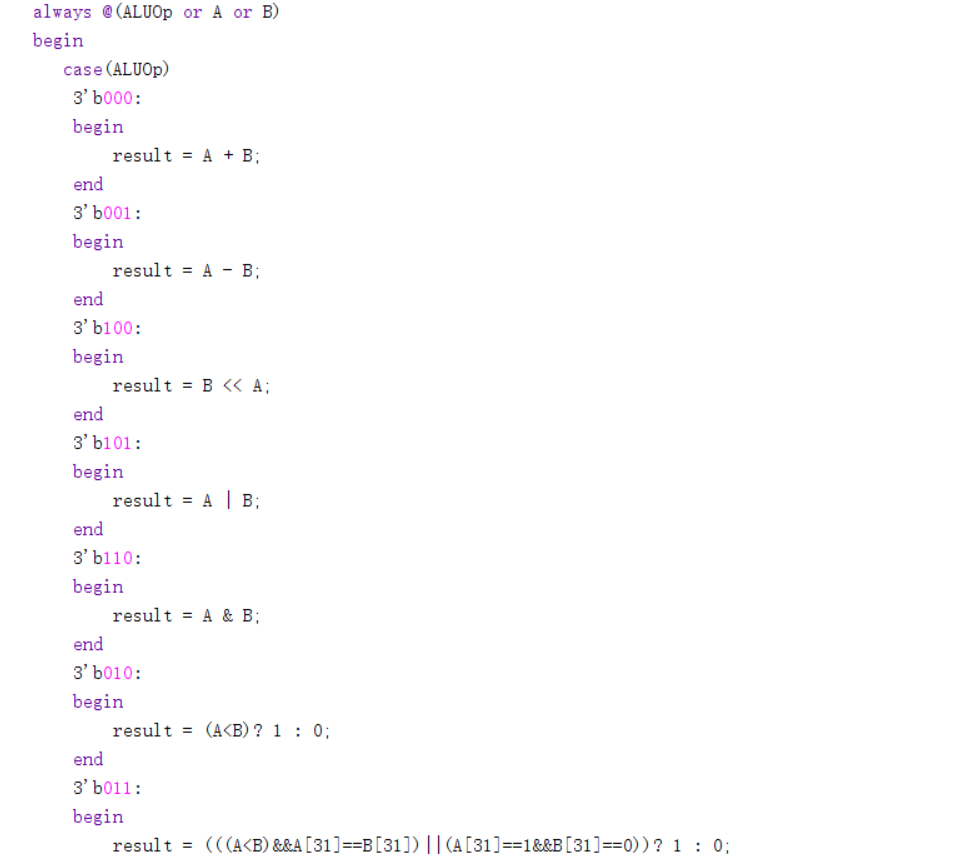 always @(ALUOp or A or B)
begin
case(ALUOp)
3'b000:
begin
result = A + B;
end
3'b001:
begin
result = A - B;
end
3'b100:
begin
result = B << A;
end
3'b101:
begin
result = A | B;
end
3'b110:
begin
result = A & B;
end
3'b010:
begin
result = (A<B)? 1 : 0;
end
3'b011:
begin
result = (((A<B)&&A[31]==B[31])||(A[31]==1&&B[31]==0))? 1 : 0;